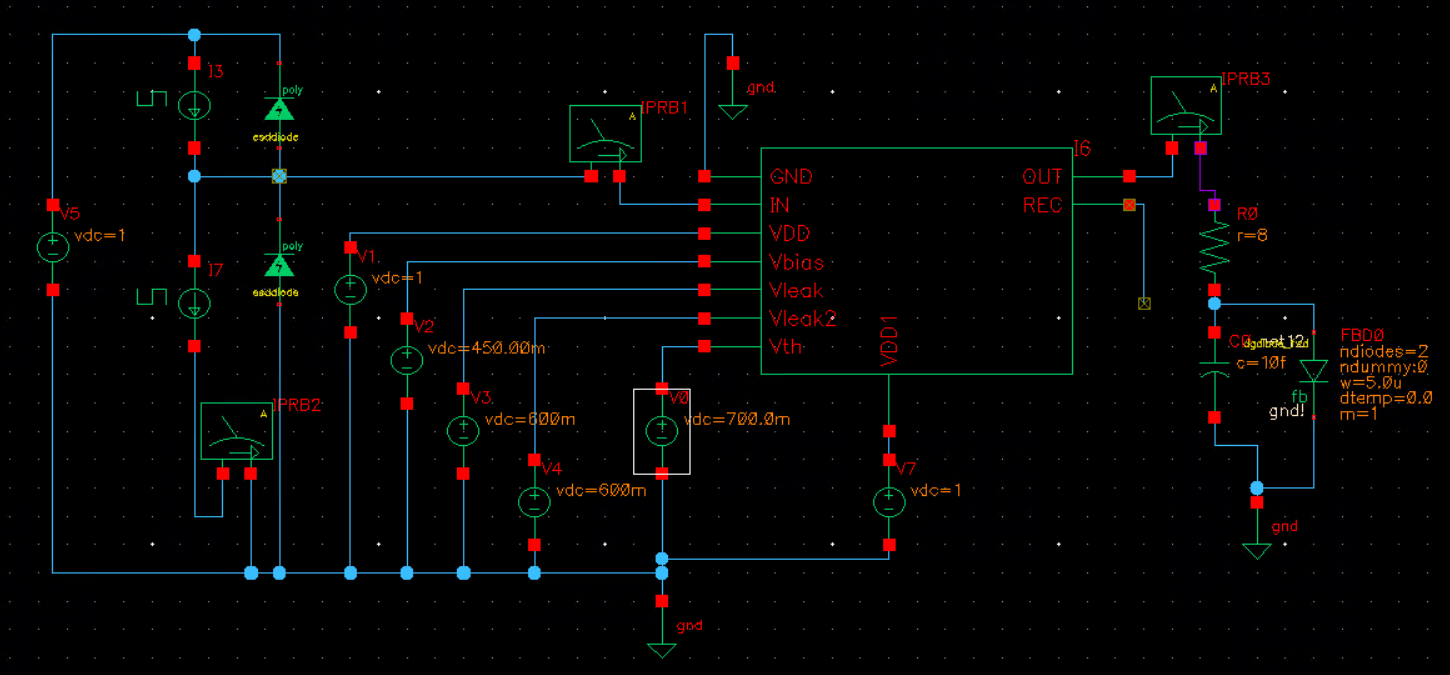 I3
poly
esddiode
V5
vdc=1
I7
poly
esddiode
A
IPRB2
A
IPRB1
gnd
V1
vdc=1
V2
vdc=450.00m
V3
vdc=600m
V4
vdc=600m
V0
vdc=700.0m
gnd
I6
GND
IN
VDD
Vbias
Vleak
Vleak2
Vth
OUT
REC
VDD1
V7
vdc=1
A
IPRB3
R0
r=8
C0
net12
c=10f
fb
gnd!
FBD0
ndiodes=2
ndummy:0
w=5.0u
dtemp=0.0
m=1
gnd